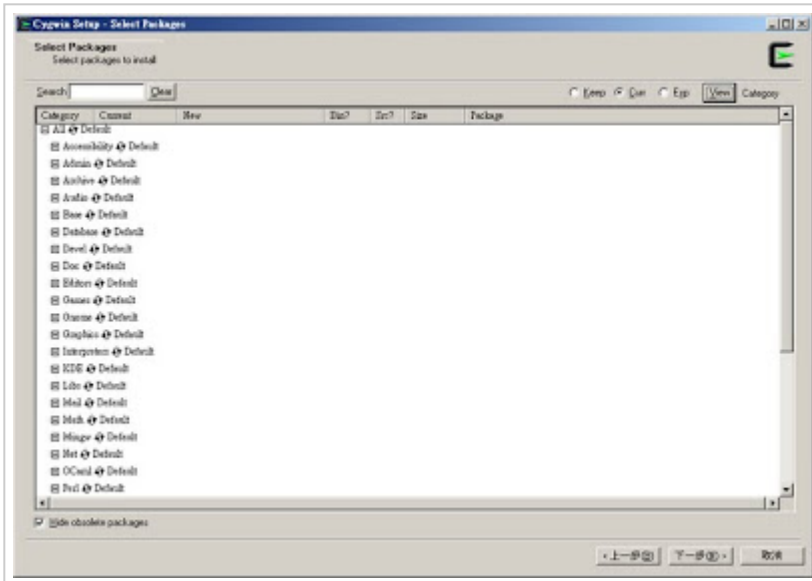 Cygwin Setup - Select Packages
Select Packages
Select packages to install
Search Clear Keep Curr Exp View Category
Category Current New Bin? Src? Size Package
All Default
Accessibility Default
Admin Default
Archive Default
Audio Default
Base Default
Database Default
Devel Default
Doc Default
Editors Default
Games Default
Gnome Default
Graphics Default
Interpreters Default
KDE Default
Libs Default
Mail Default
Math Default
Mingw Default
Net Default
OCaml Default
Perl Default
Hide obsolete packages
< 上一步(B) 下一步(N) > 取消